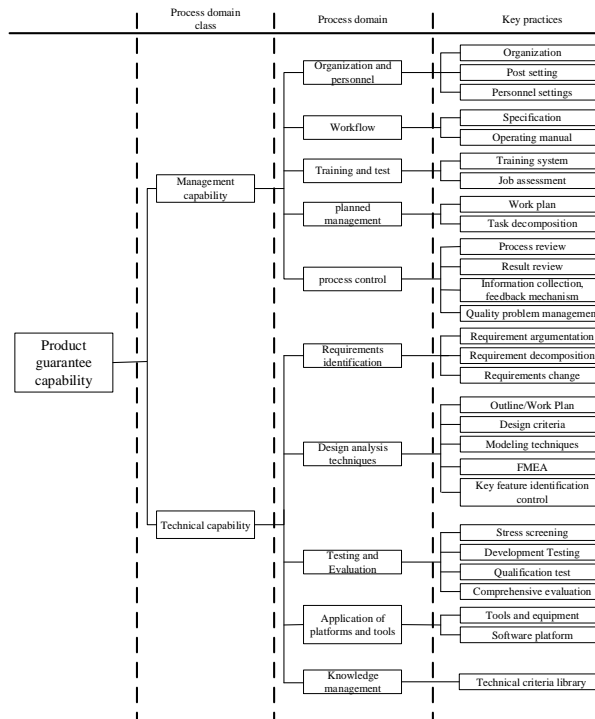 Process domain
class
Process domain
Key practices
Organization and
personnel
Organization
Post setting
Personnel settings
Workflow
Specification
Operating manual
Management
capability
Training and test
Training system
Job assessment
planned
management
Work plan
Task decomposition
process control
Process review
Result review
Information collection,
feedback mechanism
Quality problem management
Product
guarantee
capability
Requirements
identification
Requirement argumentation
Requirement decomposition
Requirements change
Design analysis
techniques
Outline/Work Plan
Design criteria
Modeling techniques
FMEA
Key feature identification
control
Technical capability
Testing and
Evaluation
Stress screening
Development Testing
Qualification test
Comprehensive evaluation
Application of
platforms and tools
Tools and equipment
Software platform
Knowledge
management
Technical criteria library